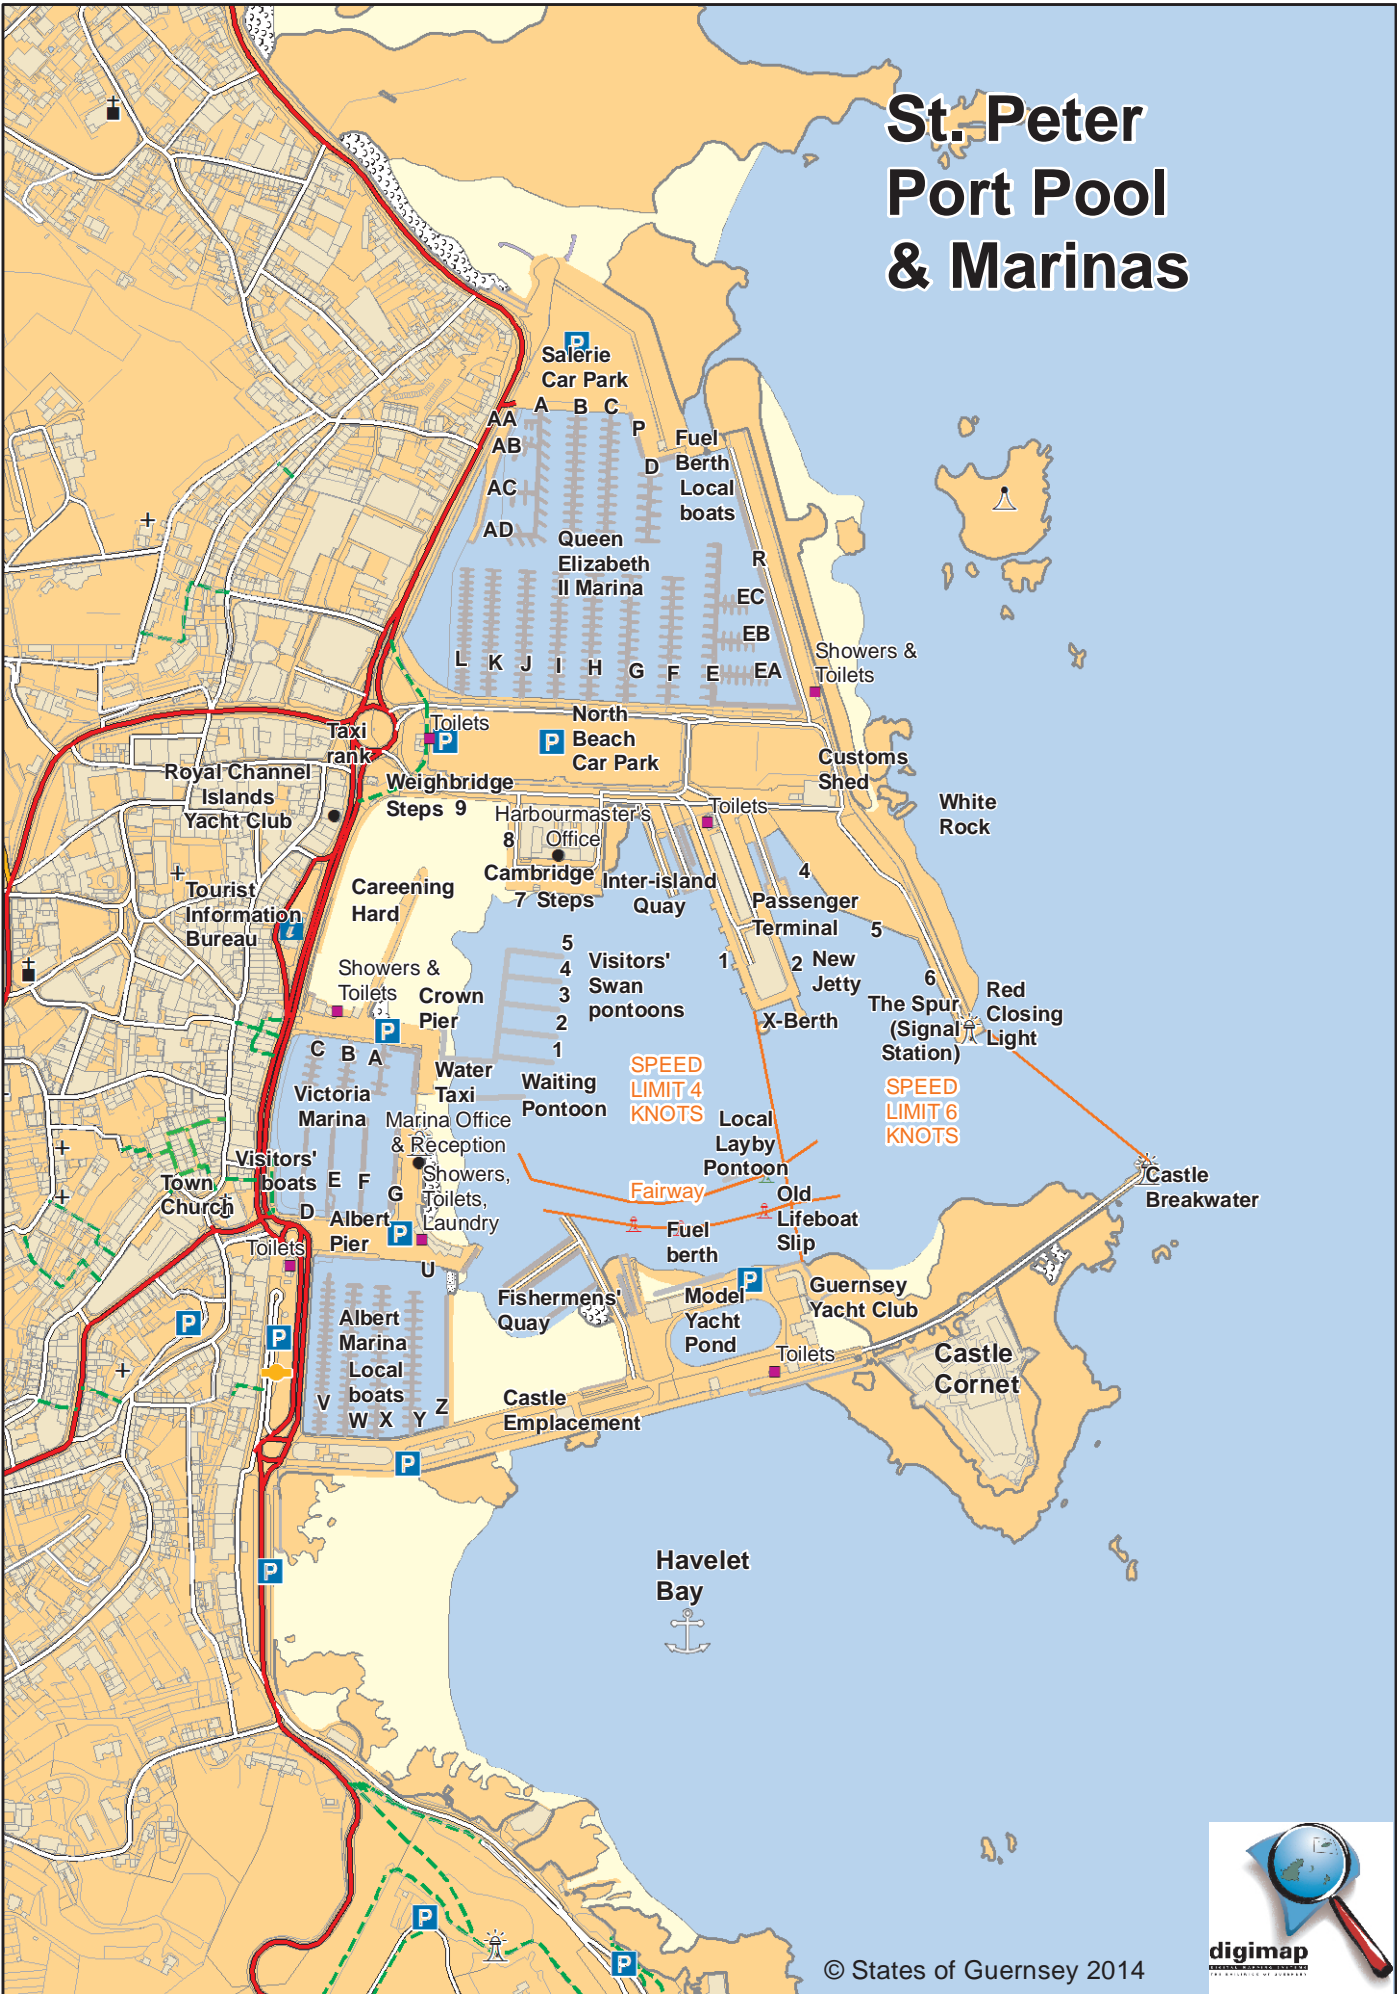 St. Peter
Port Pool
& Marinas
P
Salerie
Car Park
A
B
C
AA
AB
P
Fuel
Berth
D
Local
boats
AC
AD
Queen
Elizabeth
II Marina
R
EC
EB
EA
L
K
J
I
H
G
F
E
Showers &
Toilets
Taxi
rank
Toilets
P
P
North
Beach
Car Park
Customs
Shed
Royal Channel
Islands
Yacht Club
Weighbridge
Steps 9
Harbourmaster's
Office
8
Toilets
White
Rock
Tourist
Information
Bureau
i
Careening
Hard
Cambridge
7 Steps
Inter-island
Quay
4
Passenger
Terminal
5
5
4
3
2
1
Visitors'
Swan
pontoons
1
2
New
Jetty
6
The Spur
(Signal
Station)
Red
Closing
Light
X-Berth
Showers &
Toilets
Crown
Pier
P
C
B
A
Water
Taxi
Waiting
Pontoon
SPEED
LIMIT 4
KNOTS
SPEED
LIMIT 6
KNOTS
Victoria
Marina
Marina Office
& Reception
Local
Layby
Pontoon
Visitors'
boats
E
F
G
D
Showers,
Toilets,
Laundry
Town
Church
Albert
Pier
P
Fairway
Old
Lifeboat
Slip
Castle
Breakwater
Fuel
berth
Toilets
U
P
P
Albert
Marina
Local
boats
Fishermens'
Quay
P
Model
Yacht
Pond
Guernsey
Yacht Club
Toilets
Castle
Cornet
V
W
X
Y
Z
Castle
Emplacement
P
P
Havelet
Bay
P
P
© States of Guernsey 2014
digimap